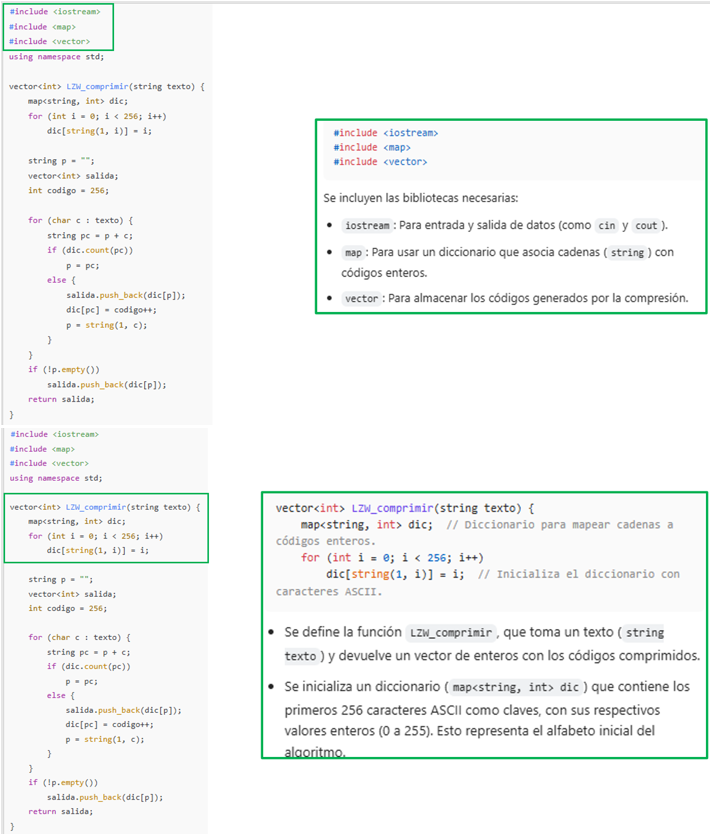 #include <iostream>
#include <map>
#include <vector>
using namespace std;
vector<int> LZW_comprimir(string texto) {
map<string, int> dic;
for (int i = 0; i < 256; i++)
dic[string(1, i)] = i;
string p = "";
vector<int> salida;
int codigo = 256;
for (char c : texto) {
string pc = p + c;
if (dic.count(pc))
p = pc;
else {
salida.push_back(dic[p]);
dic[pc] = codigo++;
p = string(1, c);
}
}
if (!p.empty())
salida.push_back(dic[p]);
return salida;
}
#include <iostream>
#include <map>
#include <vector>
Se incluyen las bibliotecas necesarias:
• iostream: Para entrada y salida de datos (como cin y cout).
• map: Para usar un diccionario que asocia cadenas (string) con
códigos enteros.
• vector: Para almacenar los códigos generados por la compresión.
#include <iostream>
#include <map>
#include <vector>
using namespace std;
vector<int> LZW_comprimir(string texto) {
map<string, int> dic;
for (int i = 0; i < 256; i++)
dic[string(1, i)] = i;
string p = "";
vector<int> salida;
int codigo = 256;
for (char c : texto) {
string pc = p + c;
if (dic.count(pc))
p = pc;
else {
salida.push_back(dic[p]);
dic[pc] = codigo++;
p = string(1, c);
}
}
if (!p.empty())
salida.push_back(dic[p]);
return salida;
}
vector<int> LZW_comprimir(string texto) {
map<string, int> dic; // Diccionario para mapear cadenas a
códigos enteros.
for (int i = 0; i < 256; i++)
dic[string(1, i)] = i; // Inicializa el diccionario con
caracteres ASCII.
• Se define la función LZW_comprimir, que toma un texto (string
texto) y devuelve un vector de enteros con los códigos comprimidos.
• Se inicializa un diccionario (map<string, int> dic) que contiene los
primeros 256 caracteres ASCII como claves, con sus respectivos
valores enteros (0 a 255). Esto representa el alfabeto inicial del
algoritmo.